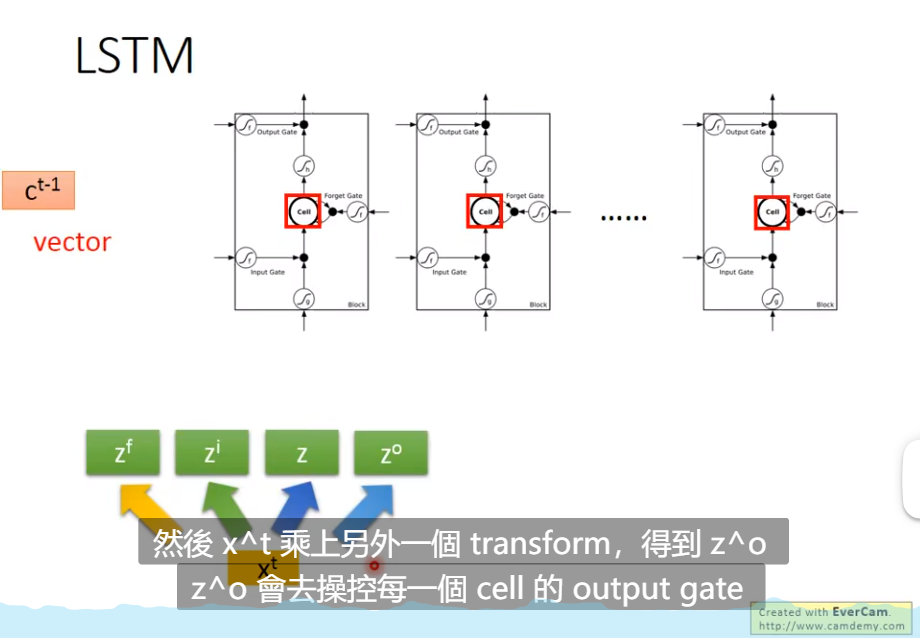 LSTM
c^t-1
vector
Output Gate
Forget Gate
Cell
Input Gate
Block
f
h
f
f
g
Output Gate
Forget Gate
Cell
Input Gate
Block
f
h
f
f
g
......
Output Gate
Forget Gate
Cell
Input Gate
Block
f
h
f
f
g
z^f z^i z z^o
x^t
然後 x^t 乘上另外一個 transform，得到 z^o
z^o 會去操控每一個 cell 的 output gate
Created with EverCam.
http://www.camdemy.com